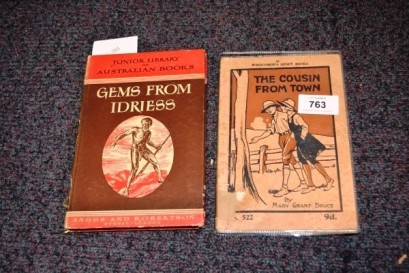 JUNIOR LIBRARY
OF
AUSTRALIAN BOOKS
GEMS FROM
IDRIESS
ANGUS AND ROBERTSON
THE COUSIN
FROM TOWN
763
By
MARY GRANT BRUCE
522
9d.